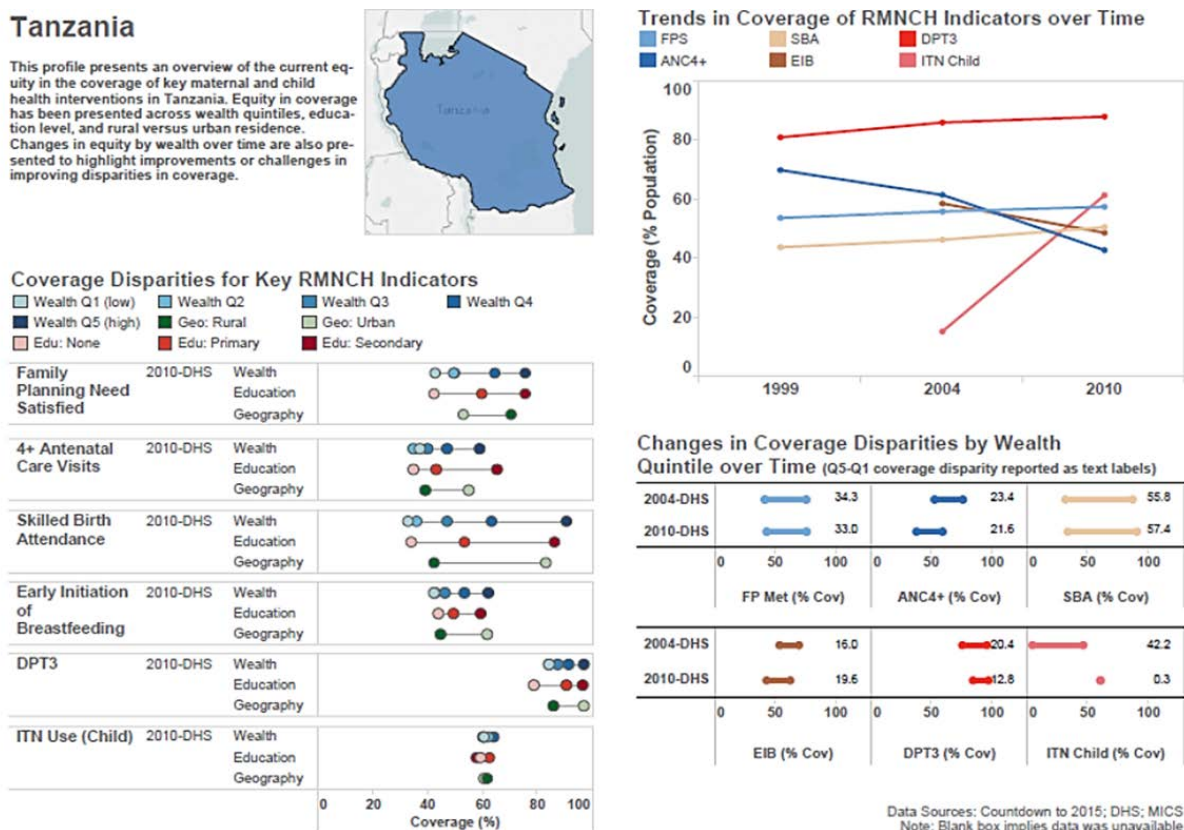 Tanzania
This profile presents an overview of the current eq-
uity in the coverage of key maternal and child
health interventions in Tanzania. Equity in coverage
has been presented across wealth quintiles, educa-
tion level, and rural versus urban residence.
Changes in equity by wealth over time are also pre-
sented to highlight improvements or challenges in
improving disparities in coverage.
Tanzania
Coverage Disparities for Key RMNCH Indicators
Wealth Q1 (low) Wealth Q2 Wealth Q3 Wealth Q4
Wealth Q5 (high) Geo: Rural Geo: Urban
Edu: None Edu: Primary Edu: Secondary
Family 2010-DHS Wealth
Planning Need Education
Satisfied Geography
4+ Antenatal 2010-DHS Wealth
Care Visits Education
Geography
Skilled Birth 2010-DHS Wealth
Attendance Education
Geography
Early Initiation 2010-DHS Wealth
of Education
Breastfeeding Geography
DPT3 2010-DHS Wealth
Education
Geography
ITN Use (Child) 2010-DHS Wealth
Education
Geography
0 20 40 60 80 100
Coverage (%)
Trends in Coverage of RMNCH Indicators over Time
FPS SBA DPT3
ANC4+ EIB ITN Child
100
80
60
40
20
0
Coverage (% Population)
1999 2004 2010
Changes in Coverage Disparities by Wealth
Quintile over Time (Q5-Q1 coverage disparity reported as text labels)
2004-DHS 34.3 23.4 55.8
2010-DHS 33.0 21.6 57.4
0 50 100 0 50 100 0 50 100
FP Met (% Cov) ANC4+ (% Cov) SBA (% Cov)
2004-DHS 16.0 20.4 42.2
2010-DHS 19.6 12.8 0.3
0 50 100 0 50 100 0 50 100
EIB (% Cov) DPT3 (% Cov) ITN Child (% Cov)
Data Sources: Countdown to 2015; DHS; MICS
Note: Blank box implies data was unavailable